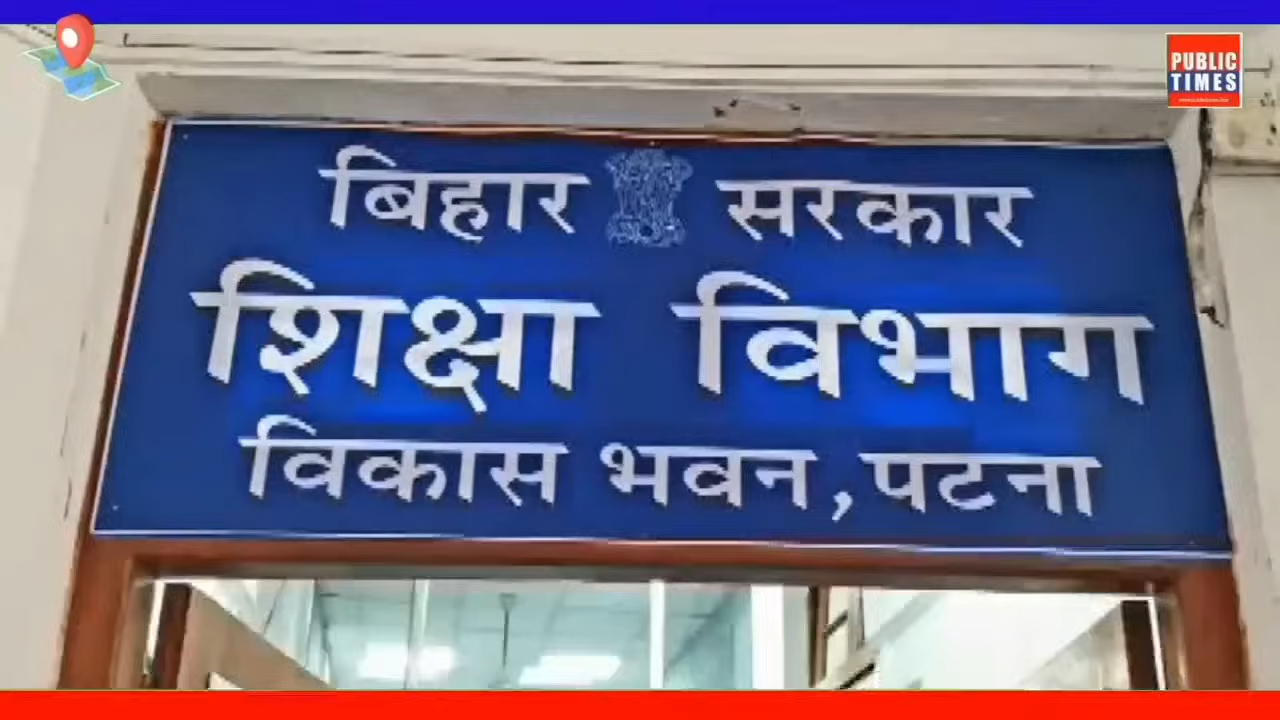 PUBLIC
TIMES
बिहार सरकार
शिक्षा विभाग
विकास भवन, पटना